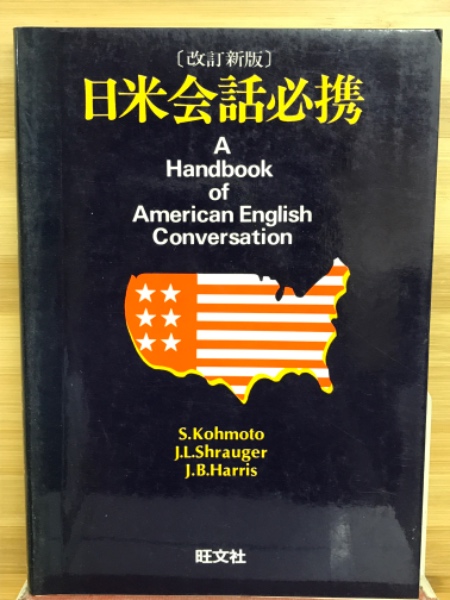 〔改訂新版〕
日米会話必携
A
Handbook
of
American English
Conversation
S.Kohmoto
J.L.Shrauger
J.B.Harris
旺文社